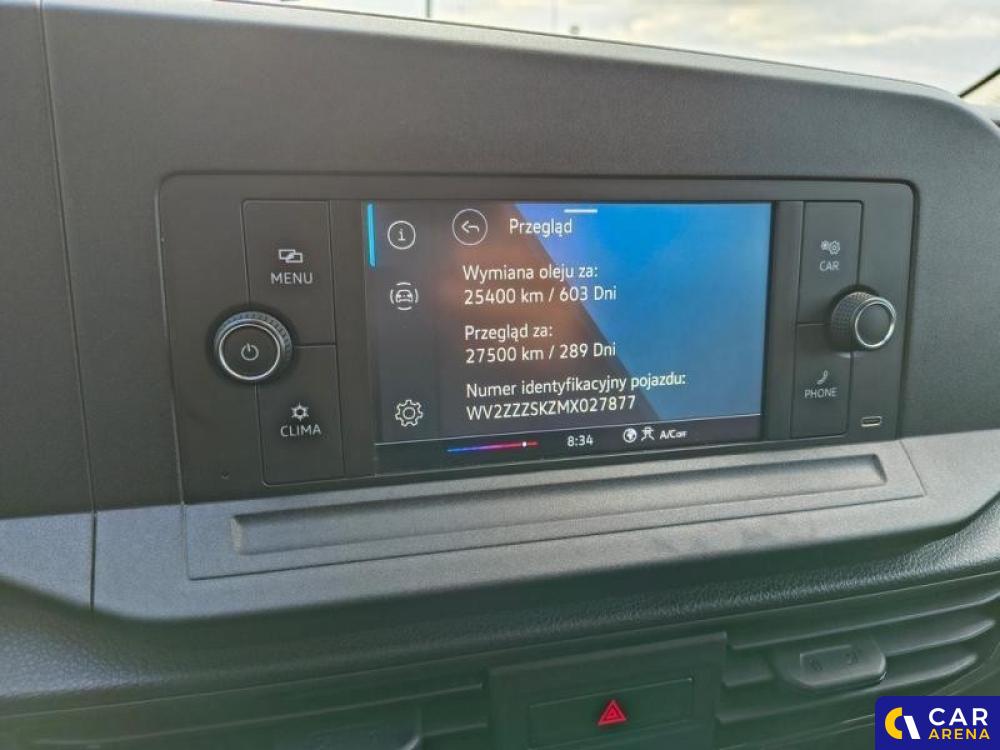 MENU
CLIMA
Przegląd
Wymiana oleju za:
25400 km / 603 Dni
Przegląd za:
27500 km / 289 Dni
Numer identyfikacyjny pojazdu:
WV2ZZZSKZMX027877
8:34
A/C OFF
CAR
PHONE
CAR
ARENA